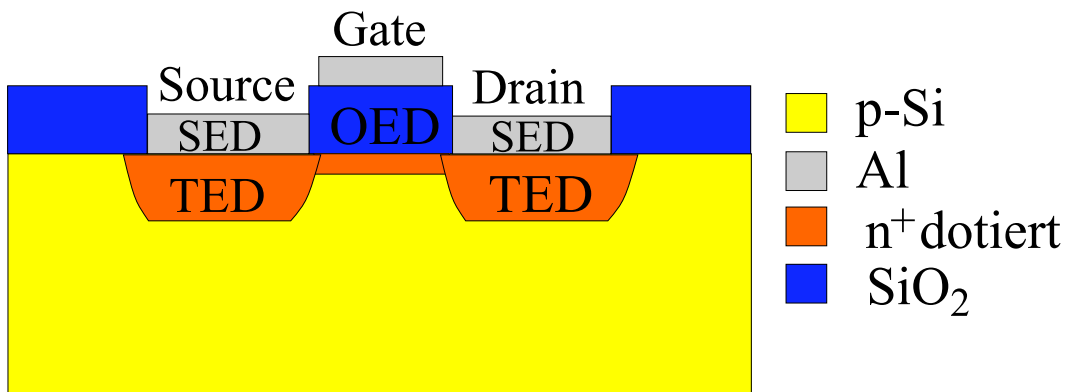 Gate
Source
Drain
SED
OED
SED
TED
TED
p-Si
Al
n⁺dotiert
SiO₂